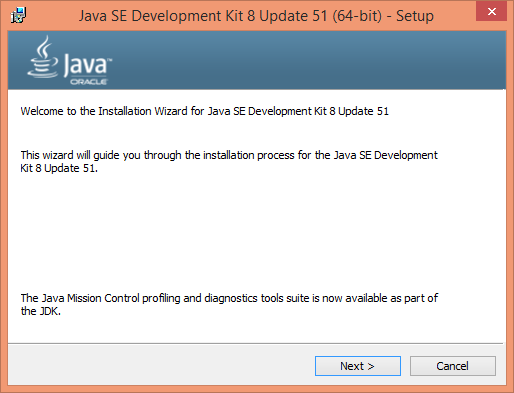 Java SE Development Kit 8 Update 51 (64-bit) - Setup
Java™
ORACLE
Welcome to the Installation Wizard for Java SE Development Kit 8 Update 51
This wizard will guide you through the installation process for the Java SE Development
Kit 8 Update 51.
The Java Mission Control profiling and diagnostics tools suite is now available as part of
the JDK.
Next >
Cancel